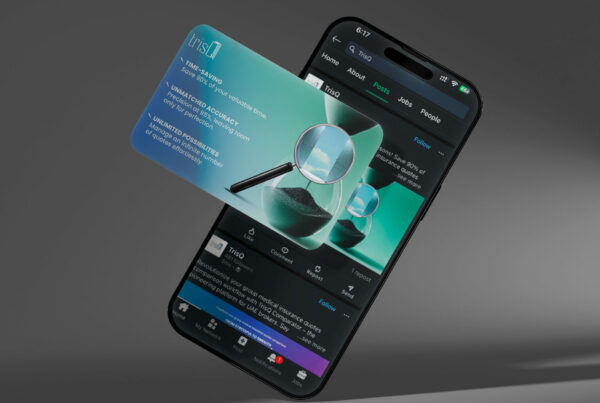 6:17
TrisQ
Home
About
Posts
Jobs
People
TrisQ
Follow
sons! Save 90% of
insurance quotes
...see more
trisQ
TIME-SAVING
Save 90% of your valuable time.
UNMATCHED ACCURACY
Precision at 95%, leaving room
only for perfection.
UNLIMITED POSSIBILITIES
Manage an infinite number
of quotes effortlessly.
1 repost
Like
Comment
Repost
Send
TrisQ
Follow
Revolutionize your group medical insurance quotes
comparison workflow with TrisQ Comparator – the
pioneering platform for UAE brokers. Say
...see more
Home
My Network
Post
Notifications
1
Jobs